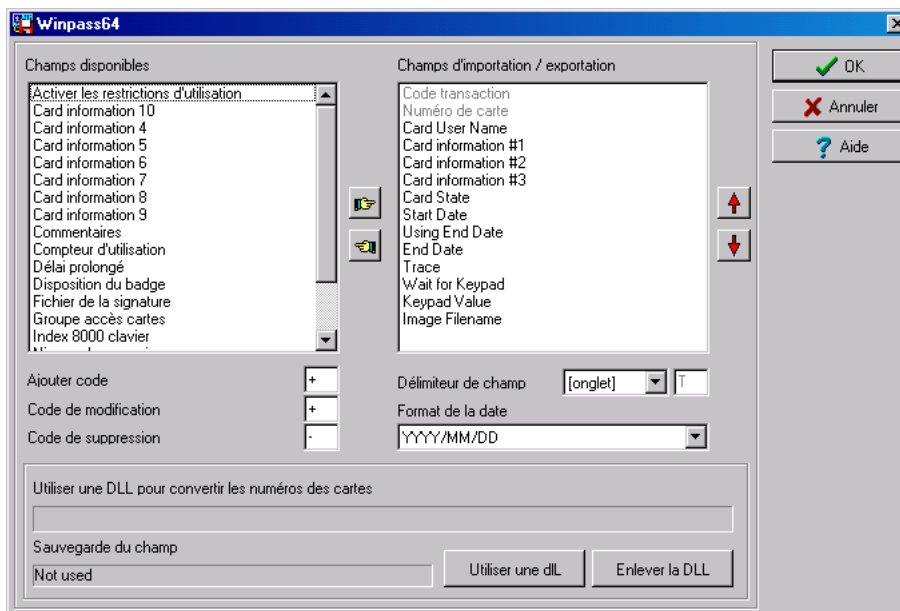 Winpass64
Champs disponibles
Activer les restrictions d'utilisation
Card information 10
Card information 4
Card information 5
Card information 6
Card information 7
Card information 8
Card information 9
Commentaires
Compteur d'utilisation
Délai prolongé
Disposition du badge
Fichier de la signature
Groupe accès cartes
Index 8000 clavier
Champs d'importation / exportation
Code transaction
Numéro de carte
Card User Name
Card information #1
Card information #2
Card information #3
Card State
Start Date
Using End Date
End Date
Trace
Wait for Keypad
Keypad Value
Image Filename
OK
Annuler
Aide
Ajouter code +
Code de modification +
Code de suppression -
Délimiteur de champ [onglet] T
Format de la date
YYYY/MM/DD
Utiliser une DLL pour convertir les numéros des cartes
Sauvegarde du champ
Not used
Utiliser une dlL
Enlever la DLL